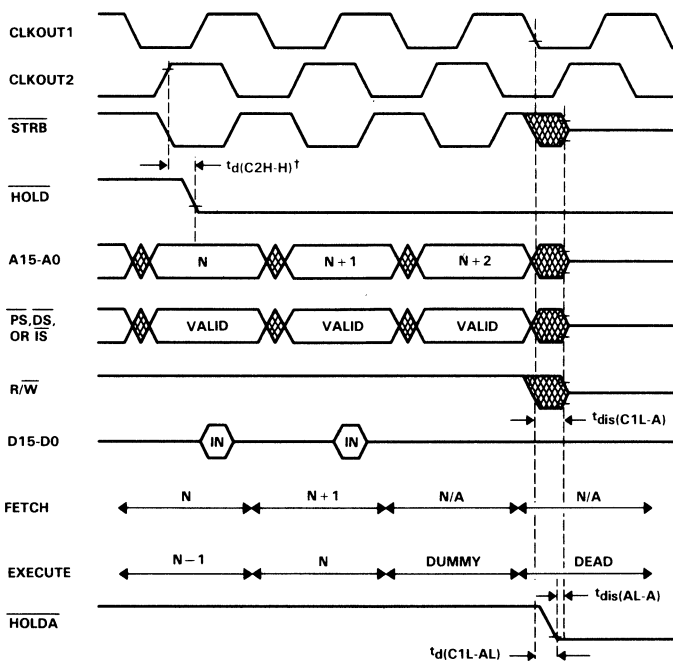 CLKOUT1
CLKOUT2
STRB
td(C2H-H)†
HOLD
A15-A0 N N + 1 N + 2
PS, DS,
OR IS VALID VALID VALID
R/W
tdis(C1L-A)
D15-D0 IN IN
FETCH N N + 1 N/A N/A
EXECUTE N − 1 N DUMMY DEAD
tdis(AL-A)
HOLDA
td(C1L-AL)